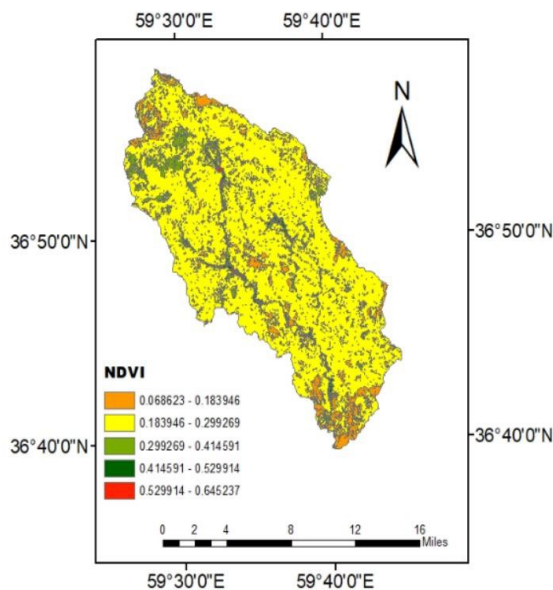 59°30'0"E 59°40'0"E
N
36°50'0"N 36°50'0"N
NDVI
0.068623 - 0.183946
0.183946 - 0.299269
0.299269 - 0.414591
0.414591 - 0.529914
0.529914 - 0.645237
36°40'0"N 36°40'0"N
0 2 4 8 12 16
Miles
59°30'0"E 59°40'0"E